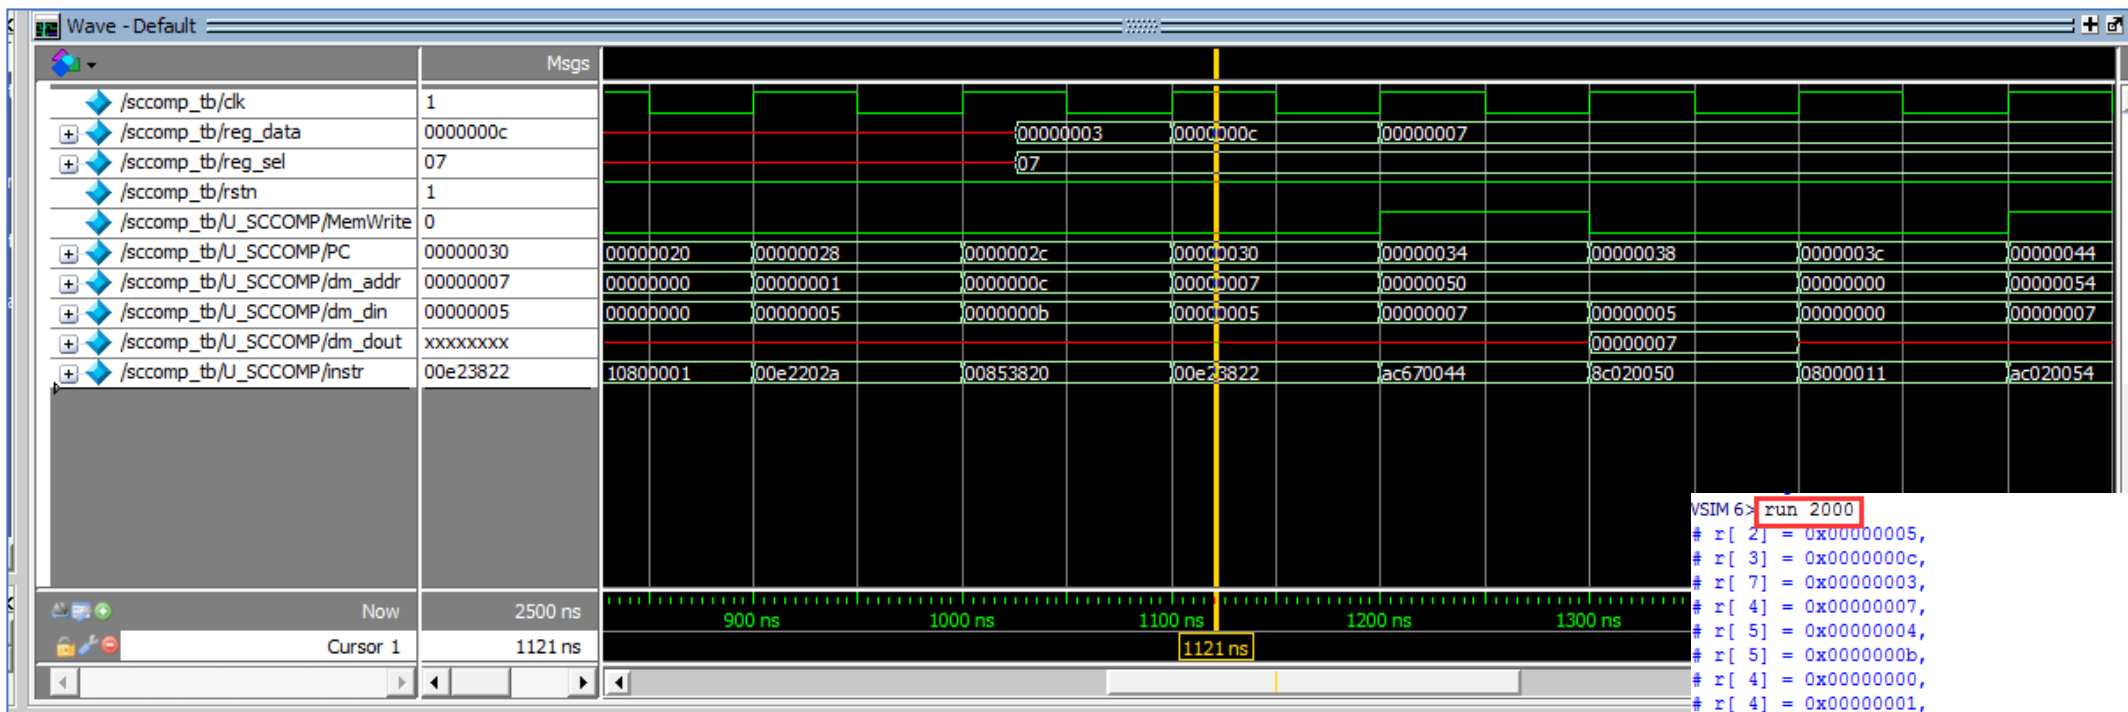 Wave - Default
Msgs
/sccomp_tb/clk 1
/sccomp_tb/reg_data 0000000c 00000003 0000000c 00000007
/sccomp_tb/reg_sel 07 07
/sccomp_tb/rstn 1
/sccomp_tb/U_SCCOMP/MemWrite 0
/sccomp_tb/U_SCCOMP/PC 00000030 00000020 00000028 0000002c 00000030 00000034 00000038 0000003c 00000044
/sccomp_tb/U_SCCOMP/dm_addr 00000007 00000000 00000001 0000000c 00000007 00000050 00000000 00000054
/sccomp_tb/U_SCCOMP/dm_din 00000005 00000000 00000005 0000000b 00000005 00000007 00000005 00000000 00000007
/sccomp_tb/U_SCCOMP/dm_dout xxxxxxxx 00000007
/sccomp_tb/U_SCCOMP/instr 00e23822 10800001 00e2202a 00853820 00e23822 ac670044 8c020050 08000011 ac020054
VSIM 6> run 2000
# r[ 2] = 0x00000005,
# r[ 3] = 0x0000000c,
# r[ 7] = 0x00000003,
# r[ 4] = 0x00000007,
# r[ 5] = 0x00000004,
# r[ 5] = 0x0000000b,
# r[ 4] = 0x00000000,
# r[ 4] = 0x00000001,
Now 2500 ns 900 ns 1000 ns 1100 ns 1200 ns 1300 ns
Cursor 1 1121 ns 1121 ns